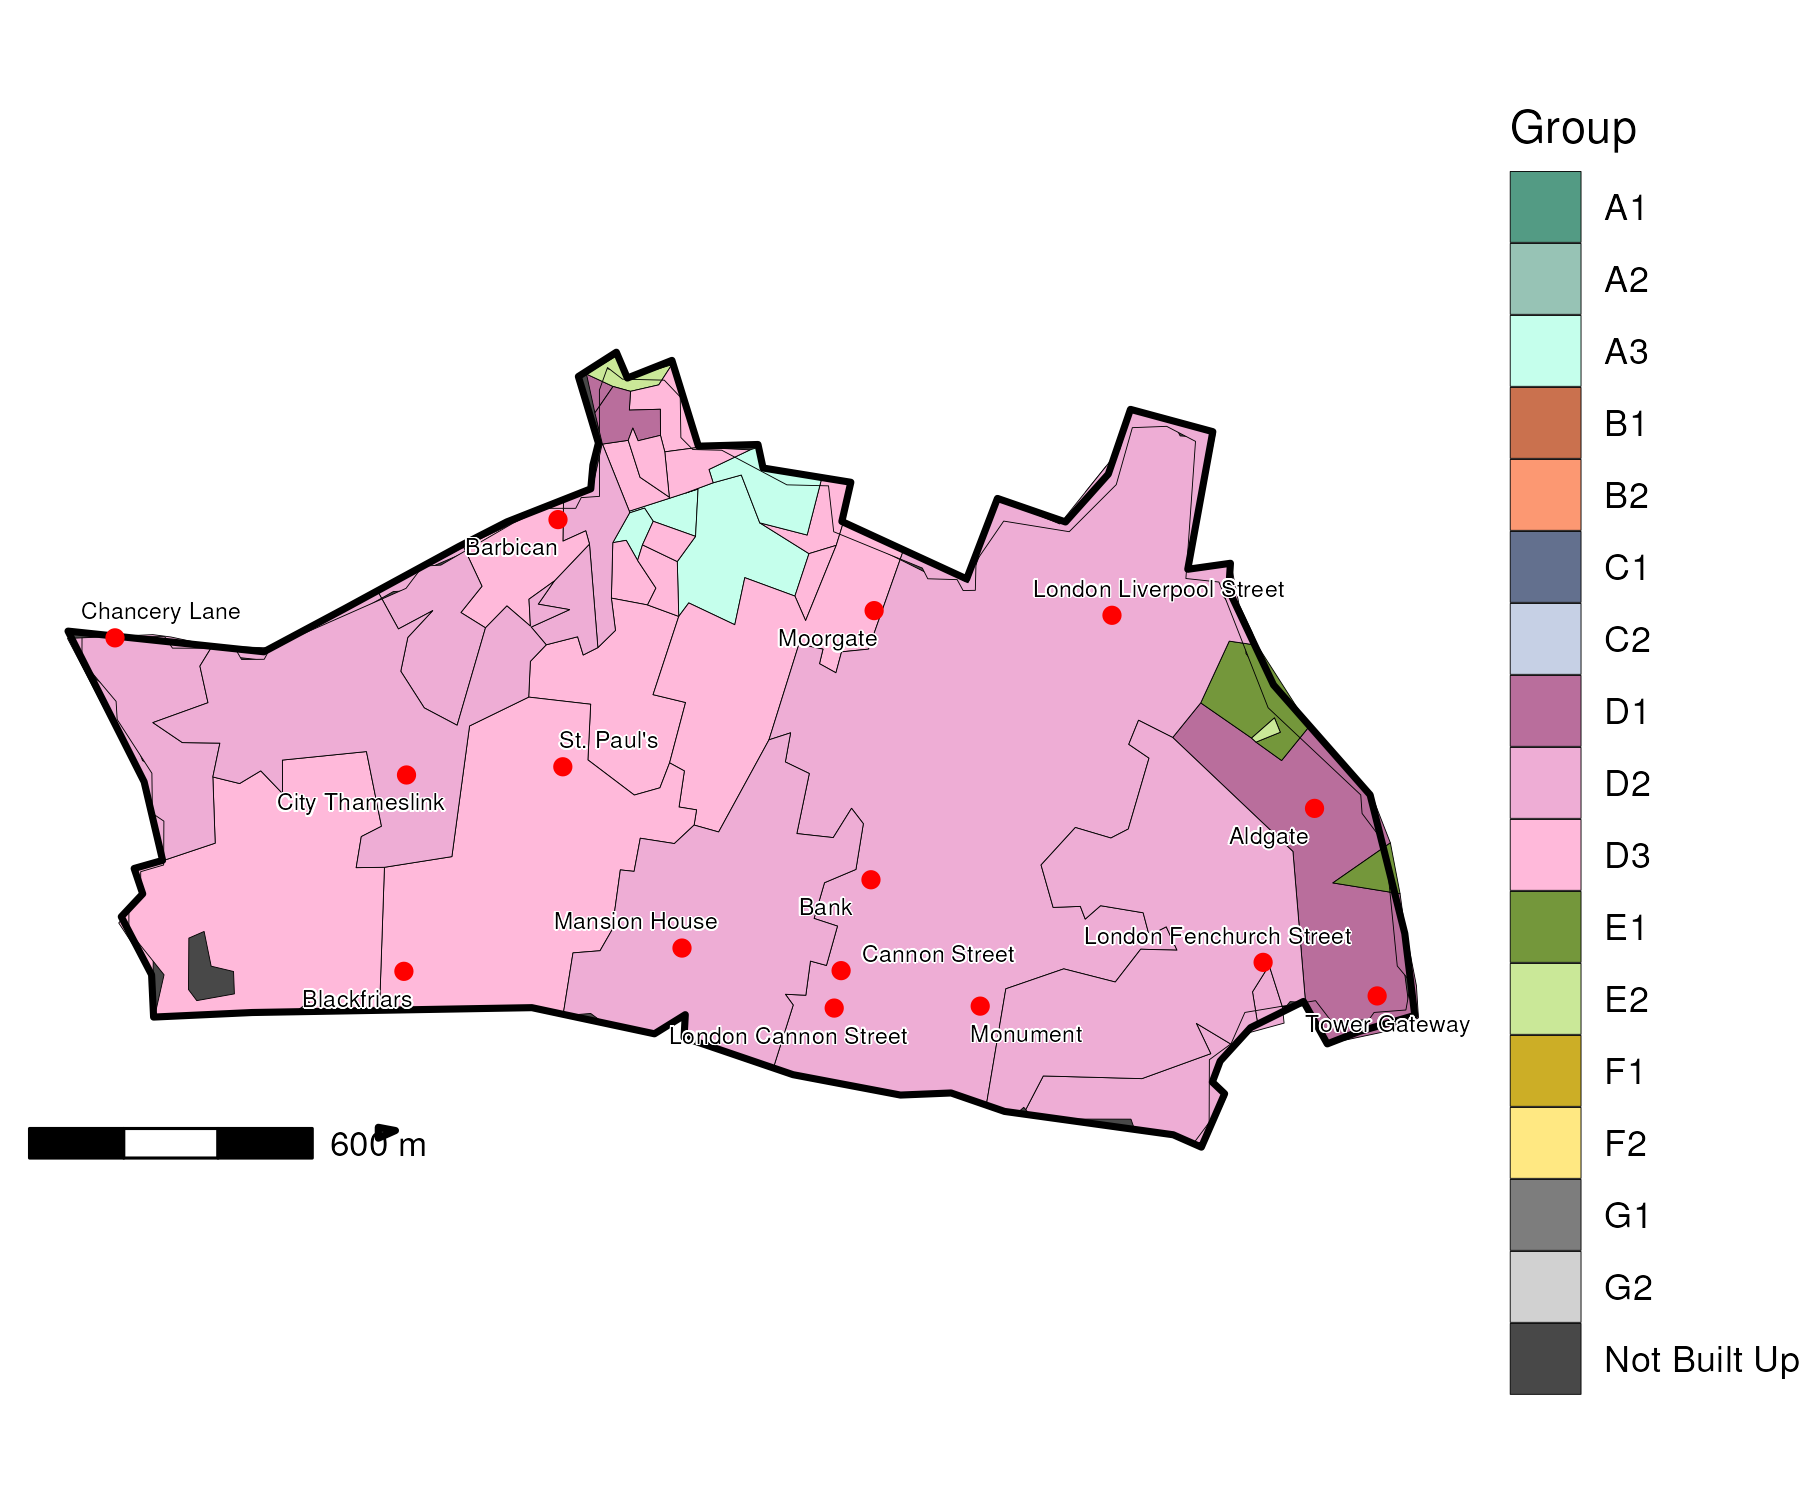 Group
A1
A2
A3
B1
B2
C1
C2
D1
D2
D3
E1
E2
F1
F2
G1
G2
Not Built Up
Barbican
London Liverpool Street
Chancery Lane
Moorgate
St. Paul's
City Thameslink
Aldgate
Bank
Mansion House
London Fenchurch Street
Cannon Street
Blackfriars
Tower Gateway
London Cannon Street
Monument
600 m